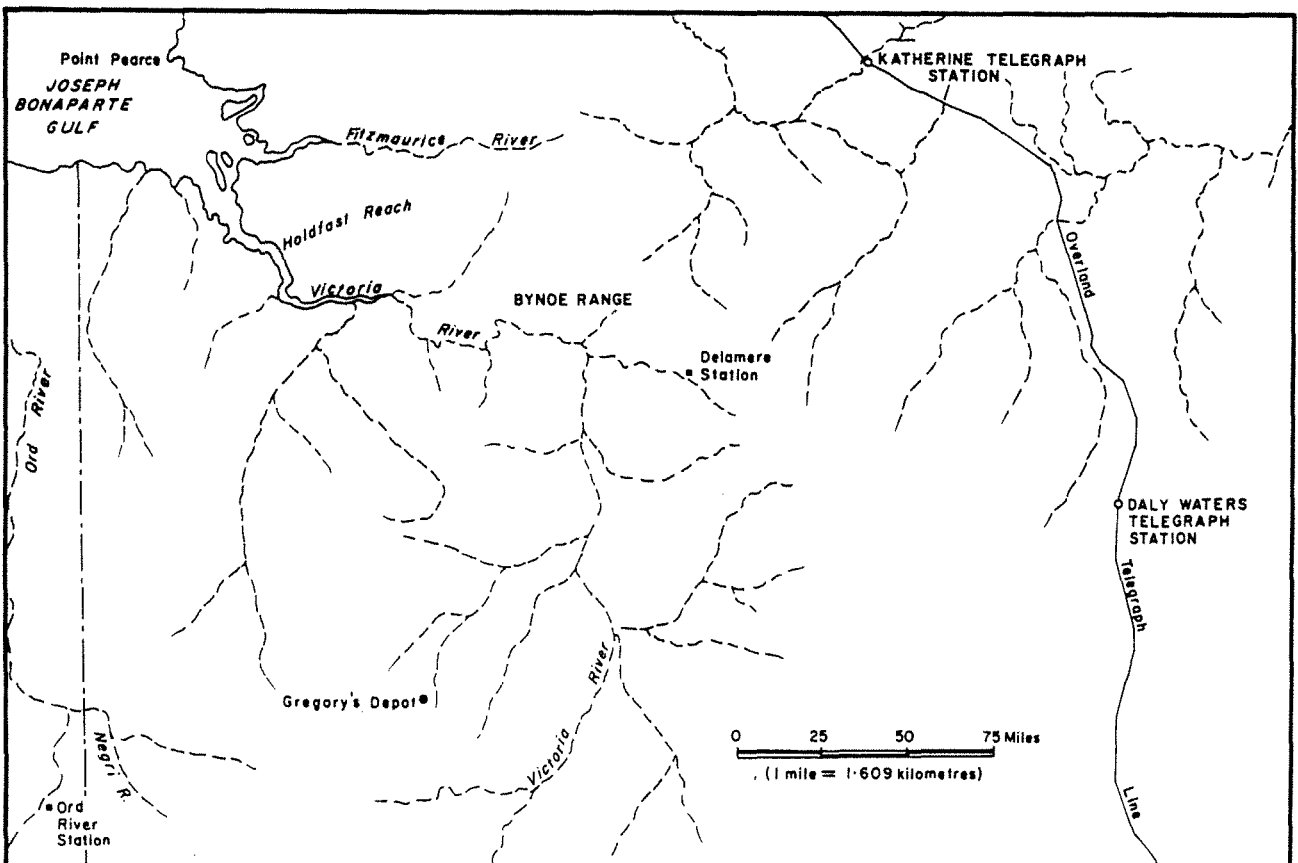 Point Pearce
JOSEPH
BONAPARTE
GULF
KATHERINE TELEGRAPH
STATION
Fitzmaurice River
Holdfast Reach
Overland
Victoria
River
BYNOE RANGE
Delamere
Station
Ord River
DALY WATERS
TELEGRAPH
STATION
Telegraph
River
Gregory's Depot
Negri R.
Victoria
0 25 50 75 Miles
(1 mile = 1·609 kilometres)
Line
Ord
River
Station